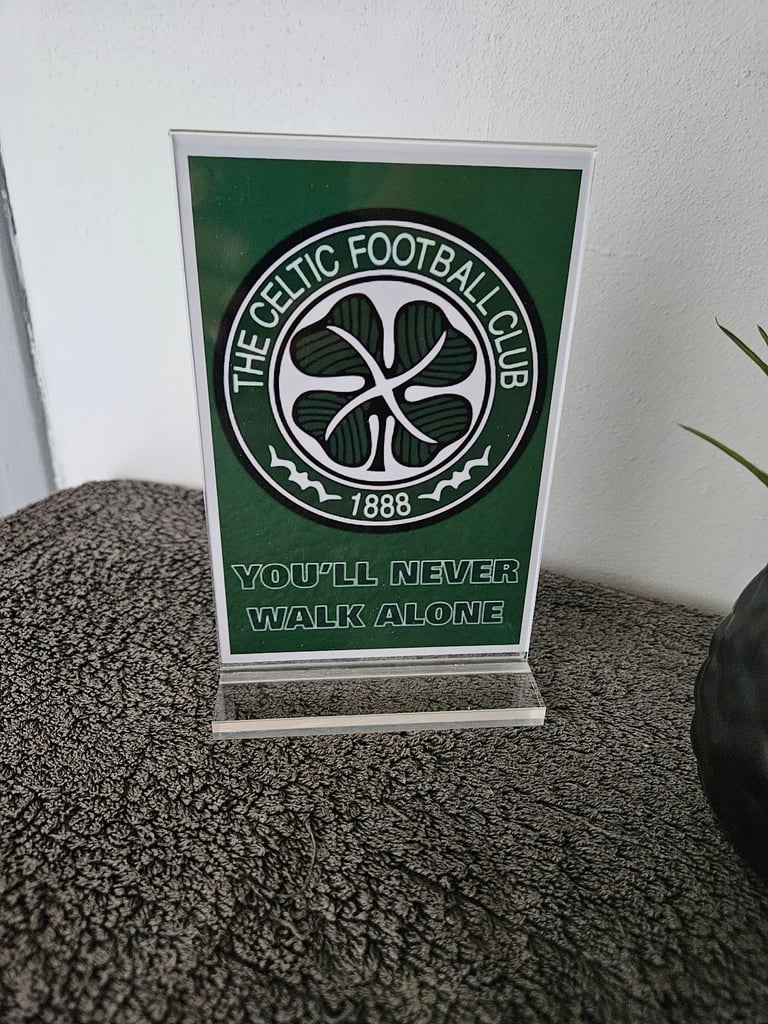 THE CELTIC FOOTBALL CLUB
1888
YOU'LL NEVER
WALK ALONE